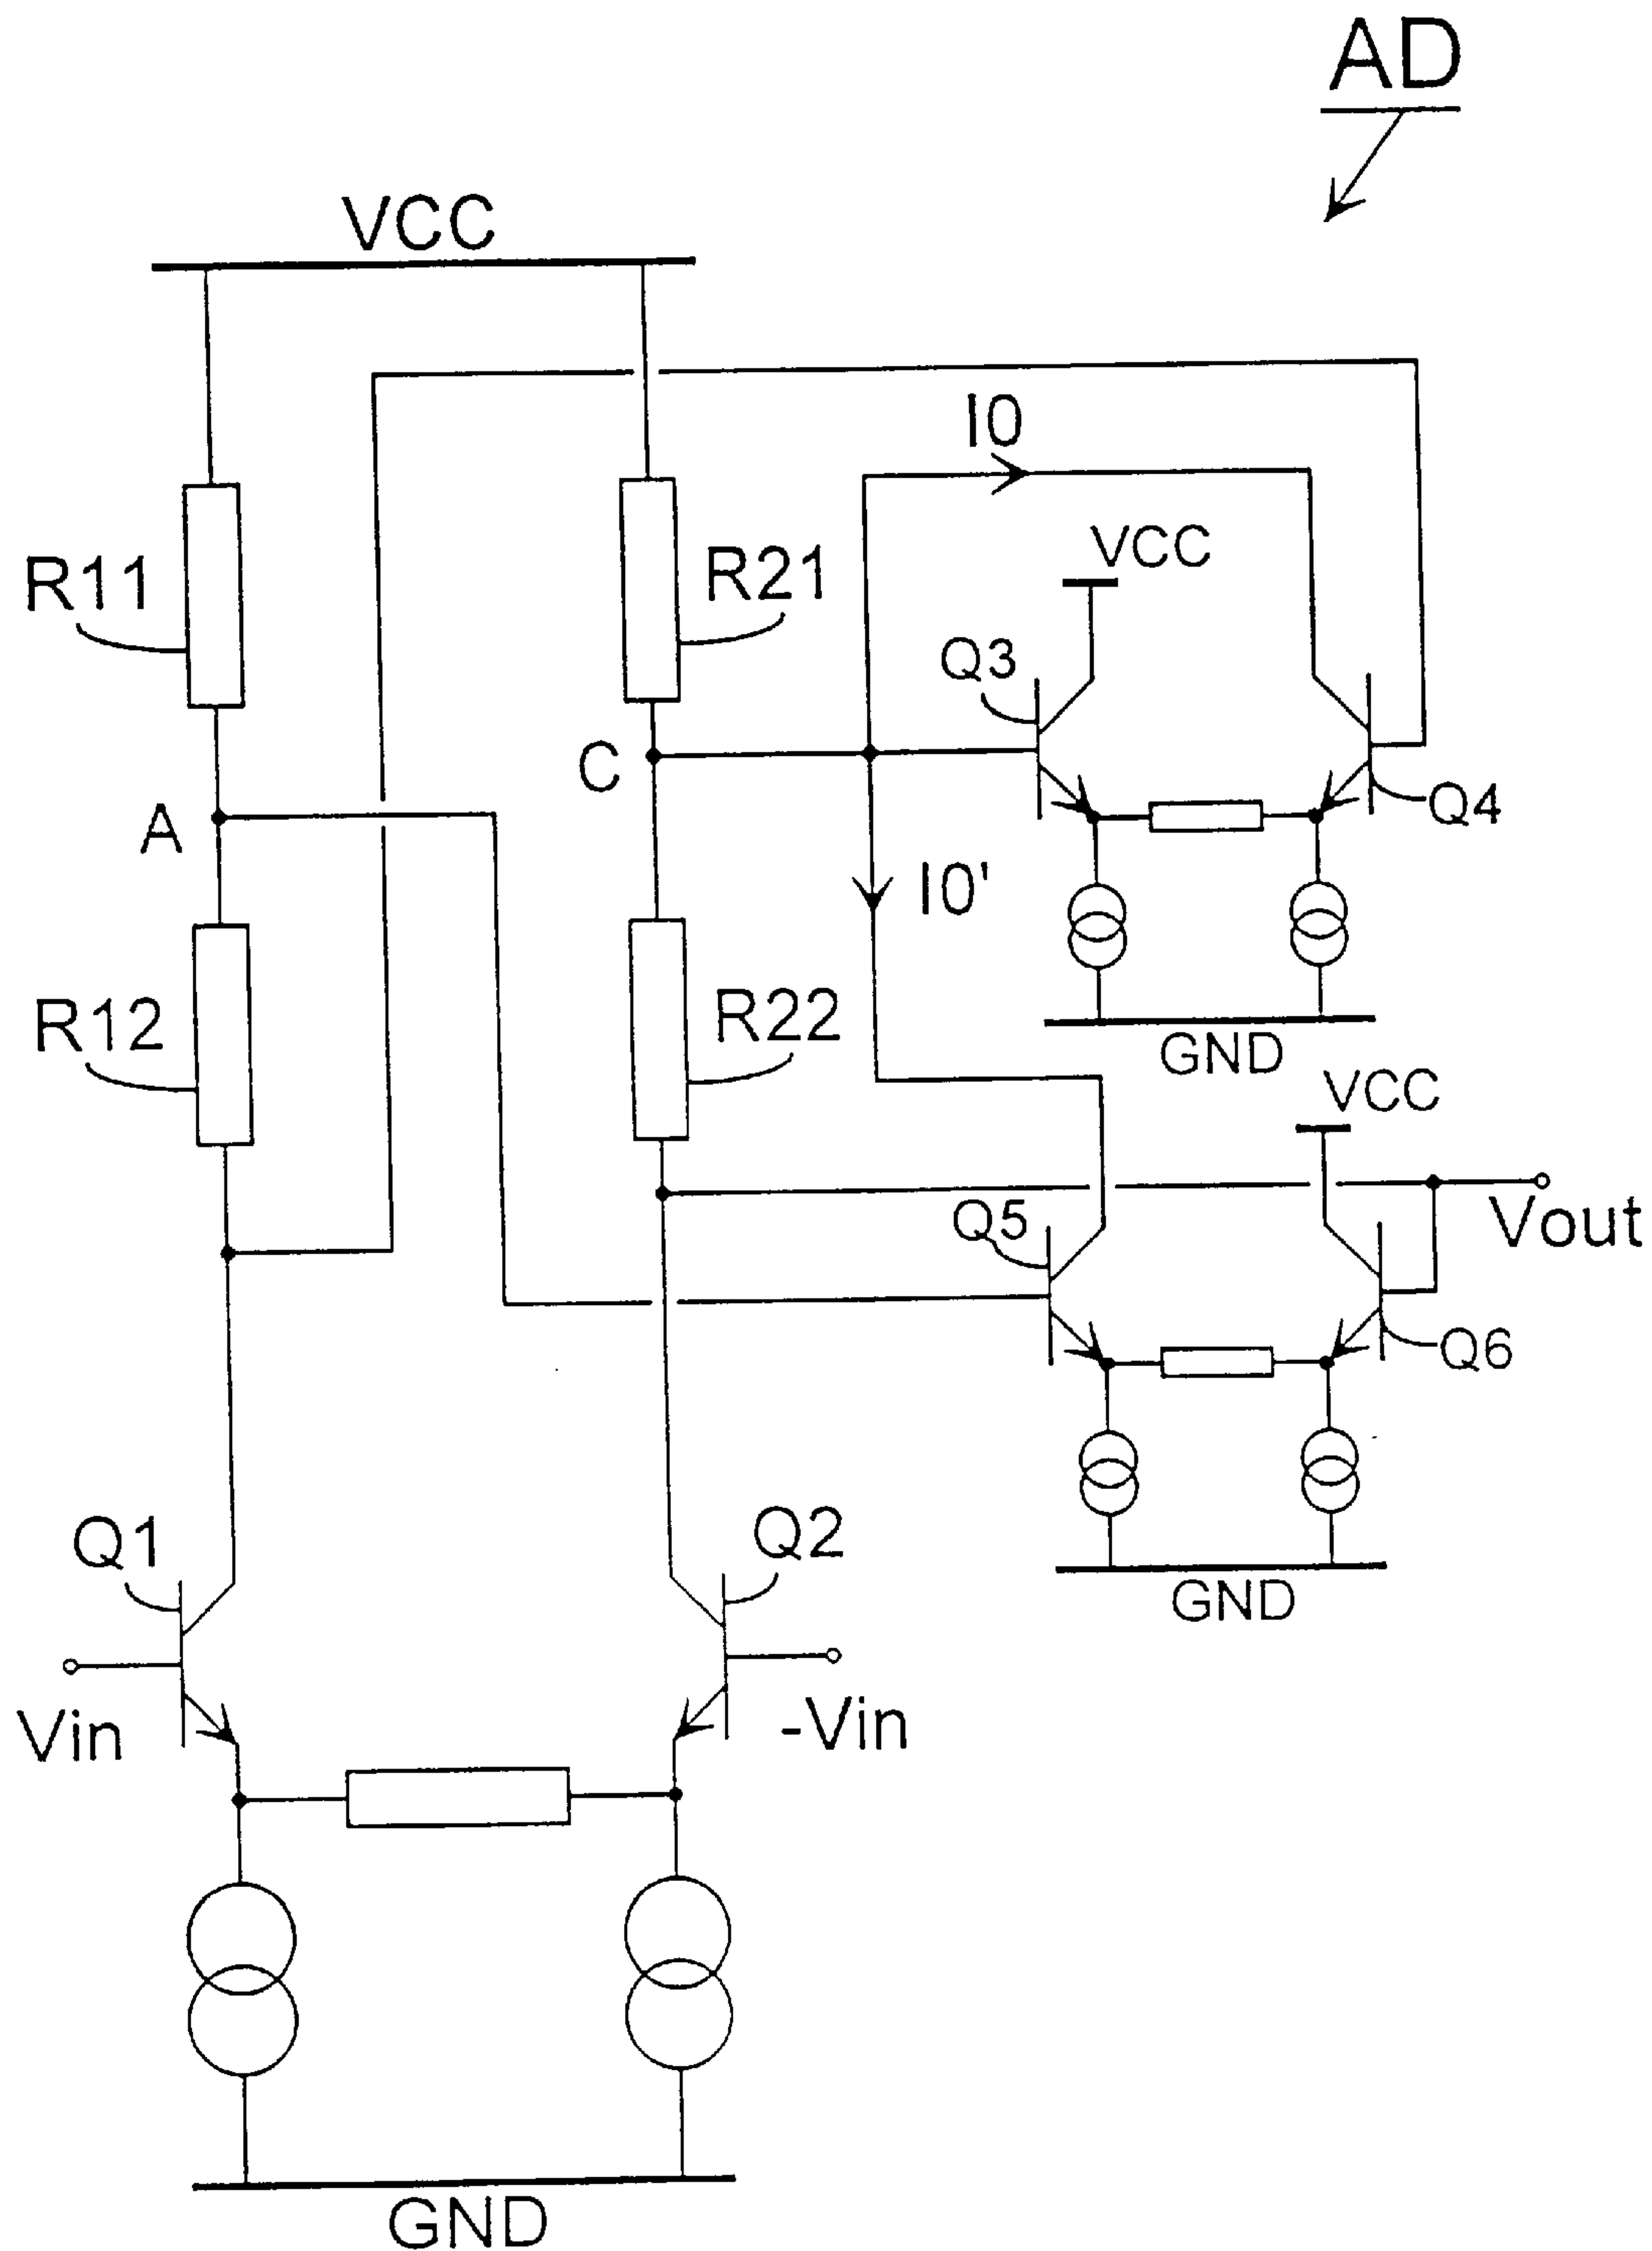 AD
VCC
I0
VCC
R11
R21
Q3
C
Q4
A
I0'
R12
R22
GND
VCC
Q5
Vout
Q6
Q1
Q2
GND
Vin
-Vin
GND